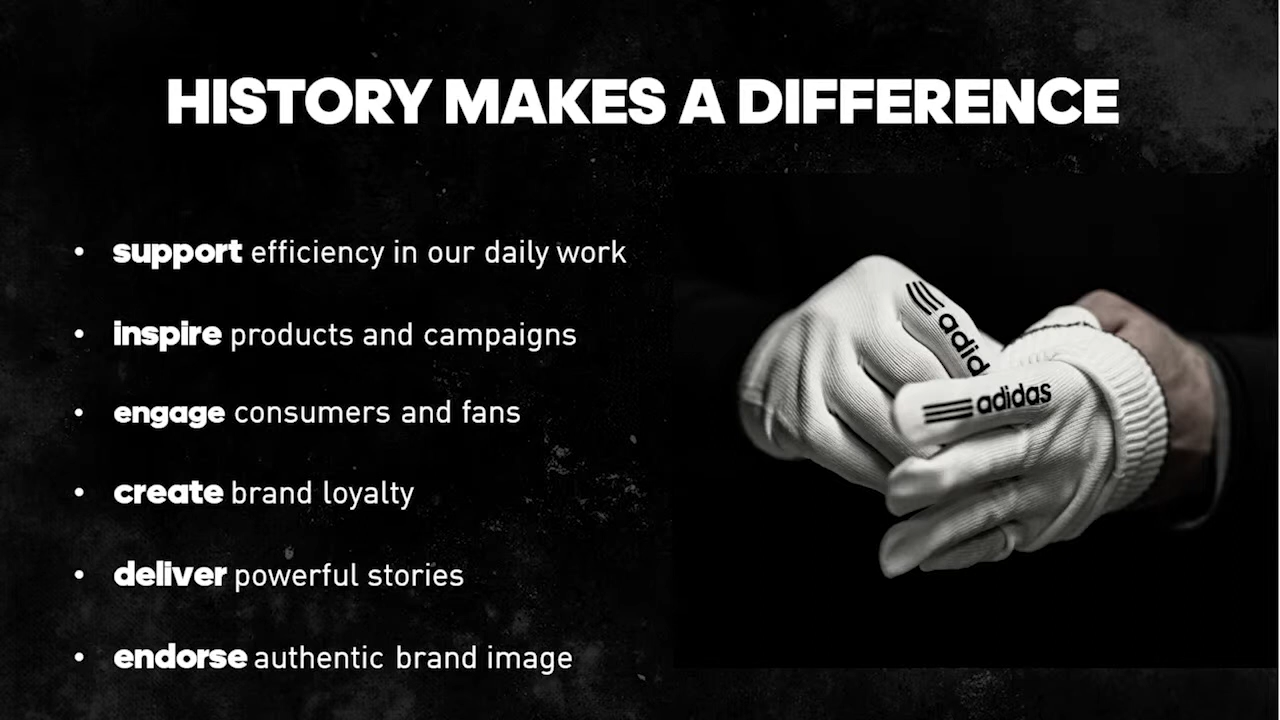 HISTORY MAKES A DIFFERENCE
• support efficiency in our daily work
• inspire products and campaigns
• engage consumers and fans
• create brand loyalty
• deliver powerful stories
• endorse authentic brand image
adid
adidas